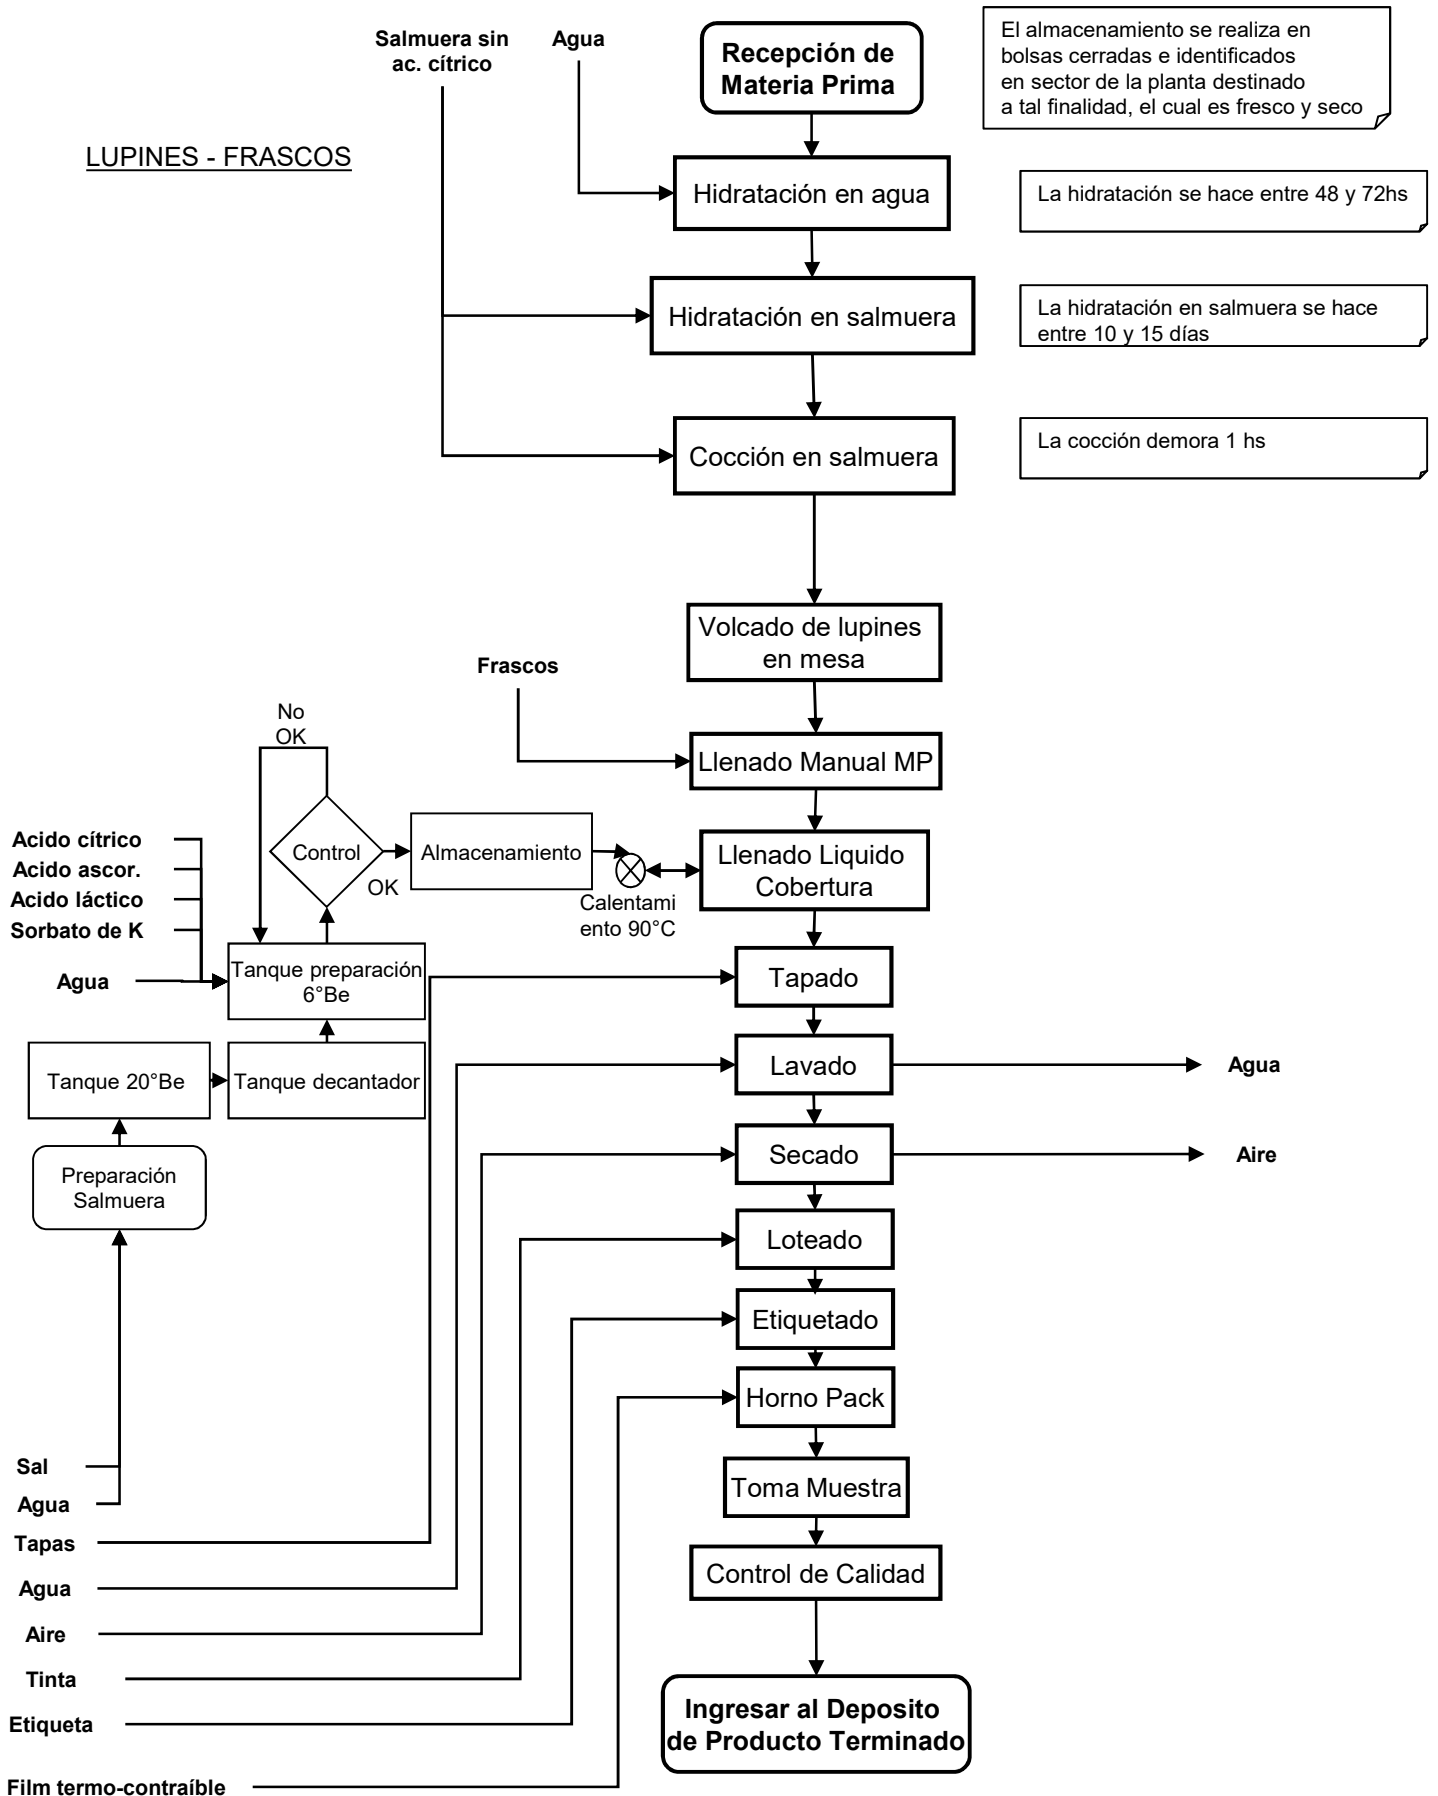 Salmuera sin
ac. cítrico
Agua
Recepción de
Materia Prima
El almacenamiento se realiza en
bolsas cerradas e identificados
en sector de la planta destinado
a tal finalidad, el cual es fresco y seco
LUPINES - FRASCOS
Hidratación en agua
La hidratación se hace entre 48 y 72hs
Hidratación en salmuera
La hidratación en salmuera se hace
entre 10 y 15 días
Cocción en salmuera
La cocción demora 1 hs
Volcado de lupines
en mesa
Frascos
No
OK
Llenado Manual MP
Acido cítrico
Acido ascor.
Acido láctico
Sorbato de K
Agua
Control
OK
Almacenamiento
Calentami
ento 90°C
Llenado Liquido
Cobertura
Tanque preparación
6°Be
Tapado
Tanque 20°Be
Tanque decantador
Lavado
Agua
Preparación
Salmuera
Secado
Aire
Loteado
Etiquetado
Horno Pack
Sal
Agua
Toma Muestra
Tapas
Control de Calidad
Agua
Aire
Tinta
Etiqueta
Ingresar al Deposito
de Producto Terminado
Film termo-contraíble